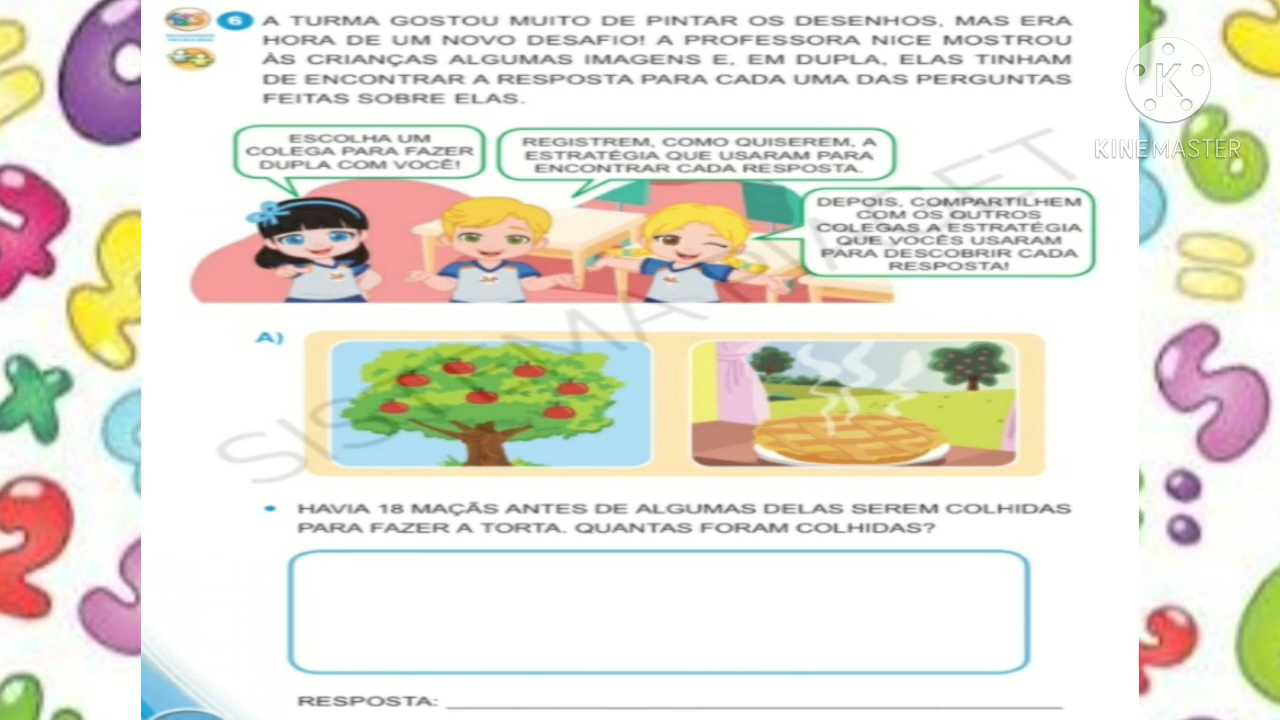 6 A TURMA GOSTOU MUITO DE PINTAR OS DESENHOS, MAS ERA
HORA DE UM NOVO DESAFIO! A PROFESSORA NICE MOSTROU
ÀS CRIANÇAS ALGUMAS IMAGENS E, EM DUPLA, ELAS TINHAM
DE ENCONTRAR A RESPOSTA PARA CADA UMA DAS PERGUNTAS
FEITAS SOBRE ELAS.
ESCOLHA UM
COLEGA PARA FAZER
DUPLA COM VOCÊ!
REGISTREM, COMO QUISEREM, A
ESTRATÉGIA QUE USARAM PARA
ENCONTRAR CADA RESPOSTA.
DEPOIS, COMPARTILHEM
COM OS OUTROS
COLEGAS A ESTRATÉGIA
QUE VOCÊS USARAM
PARA DESCOBRIR CADA
RESPOSTA!
A)
• HAVIA 18 MAÇÃS ANTES DE ALGUMAS DELAS SEREM COLHIDAS
PARA FAZER A TORTA. QUANTAS FORAM COLHIDAS?
RESPOSTA:
K
KINEMASTER